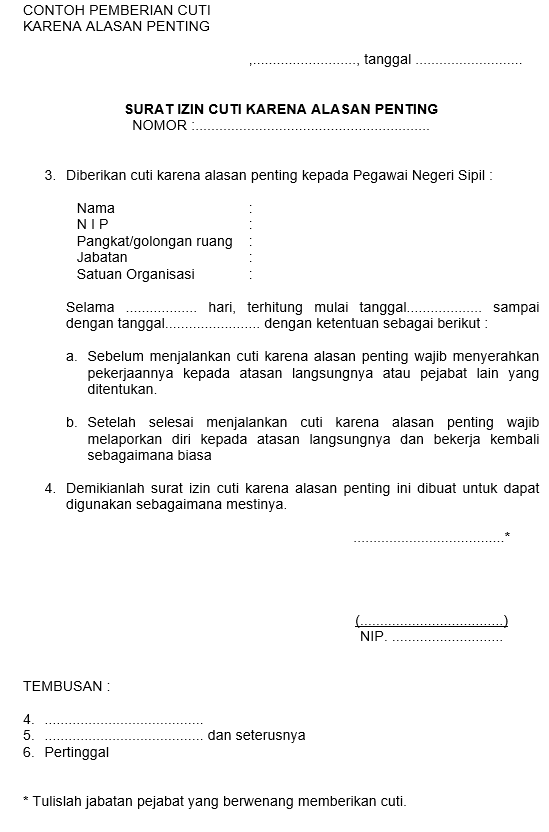 CONTOH PEMBERIAN CUTI
KARENA ALASAN PENTING
,.........................., tanggal ...........................
SURAT IZIN CUTI KARENA ALASAN PENTING
NOMOR :...........................................................
3. Diberikan cuti karena alasan penting kepada Pegawai Negeri Sipil :
Nama :
N I P :
Pangkat/golongan ruang :
Jabatan :
Satuan Organisasi :
Selama .................. hari, terhitung mulai tanggal................... sampai
dengan tanggal........................ dengan ketentuan sebagai berikut :
a. Sebelum menjalankan cuti karena alasan penting wajib menyerahkan
pekerjaannya kepada atasan langsungnya atau pejabat lain yang
ditentukan.
b. Setelah selesai menjalankan cuti karena alasan penting wajib
melaporkan diri kepada atasan langsungnya dan bekerja kembali
sebagaimana biasa
4. Demikianlah surat izin cuti karena alasan penting ini dibuat untuk dapat
digunakan sebagaimana mestinya.
......................................*
(....................................)
NIP. ............................
TEMBUSAN :
4. ........................................
5. ........................................ dan seterusnya
6. Pertinggal
* Tulislah jabatan pejabat yang berwenang memberikan cuti.